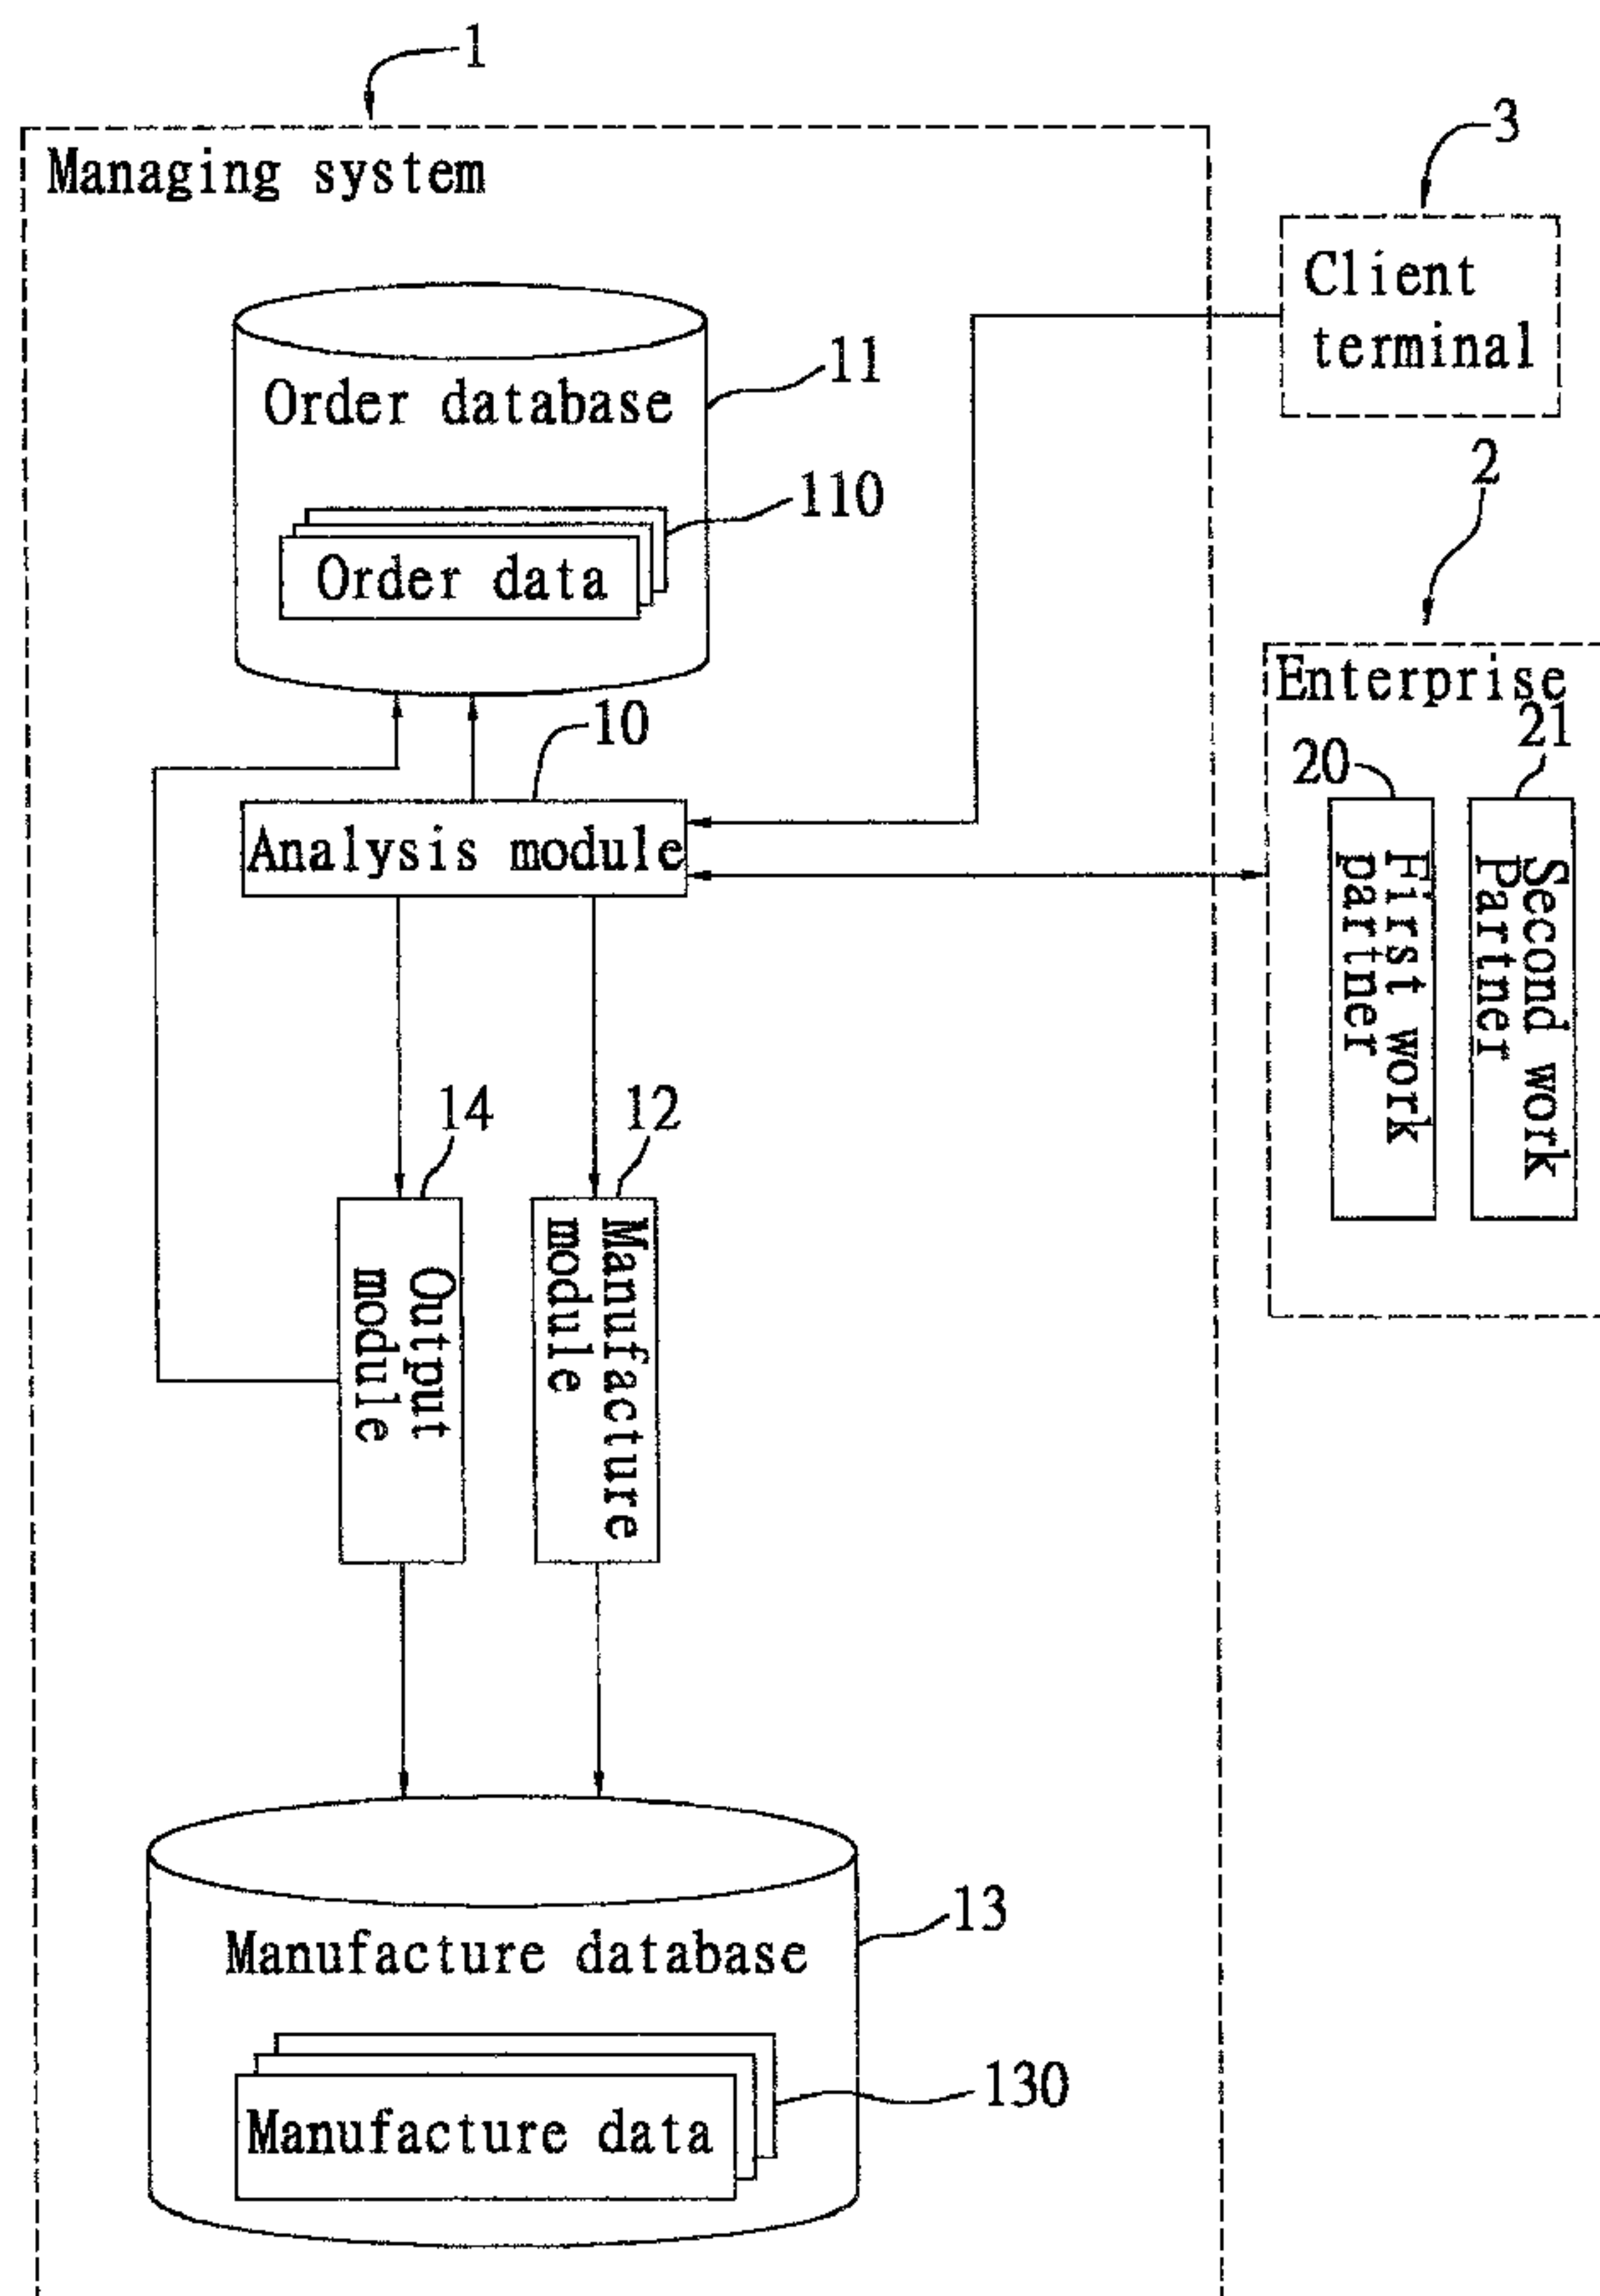 1
Managing system
3
Client
terminal
11
Order database
2
110
Order data
Enterprise
10
21
20
Analysis module
First work
partner
Second work
Partner
14
12
Output
module
Manufacture
module
13
Manufacture database
130
Manufacture data